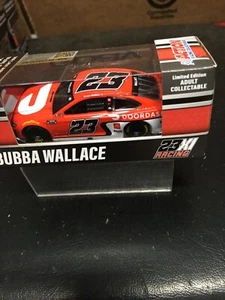 Limited Edition
ADULT
COLLECTABLE
23
DOORDASH
23
BUBBA WALLACE
23XI
RACING